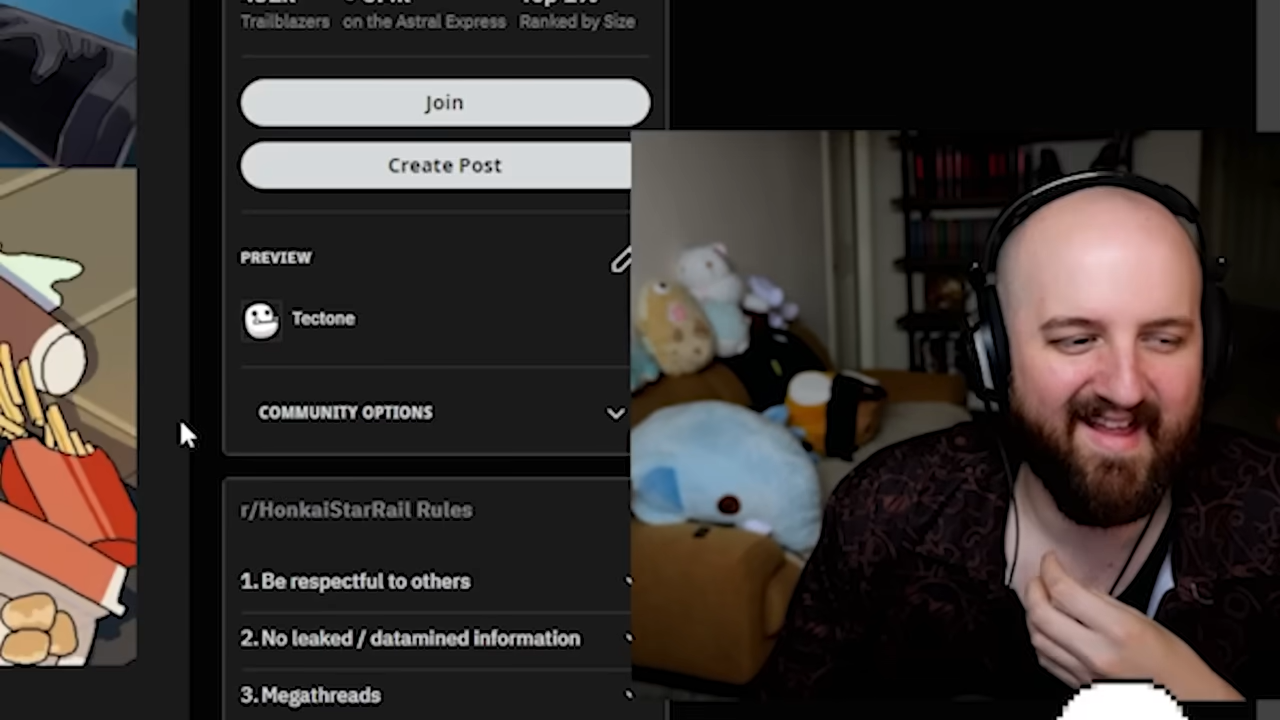 Trailblazers on the Astral Express Ranked by Size
Join
Create Post
PREVIEW
Tectone
COMMUNITY OPTIONS
r/HonkaiStarRail Rules
1. Be respectful to others
2. No leaked / datamined information
3. Megathreads